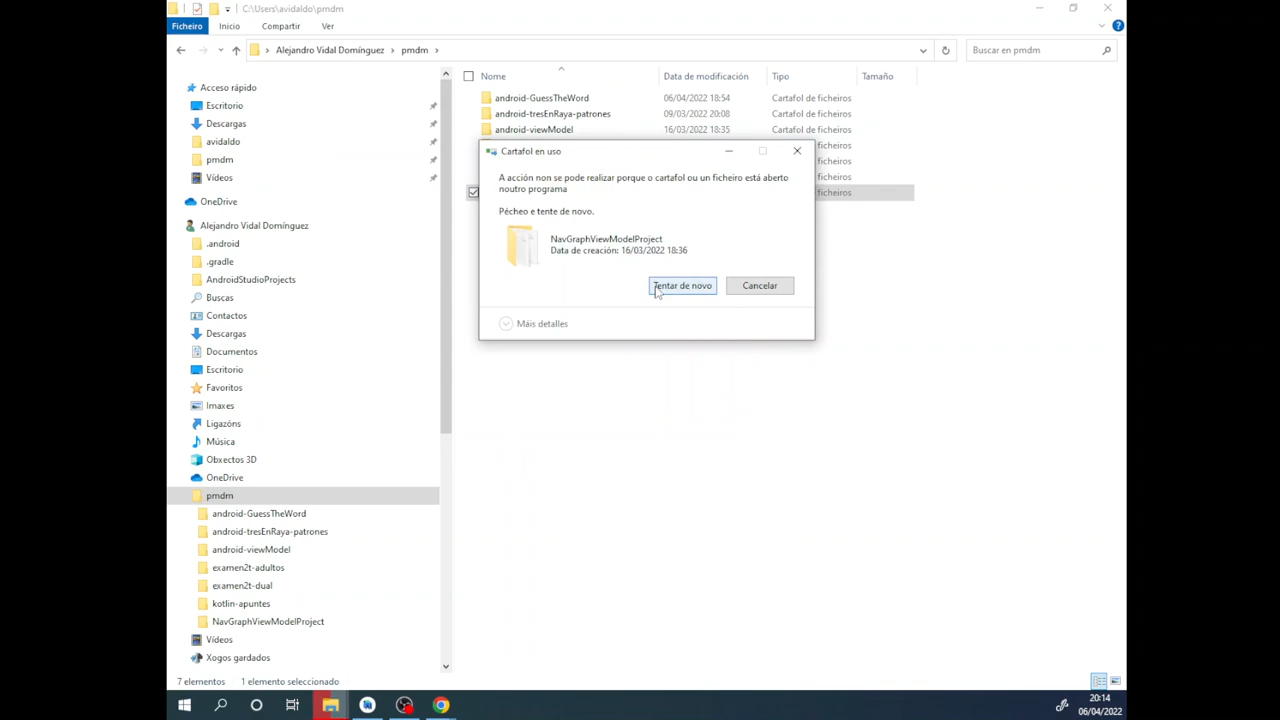 C:\Users\avidaldo\pmdm
Ficheiro Inicio Compartir Ver
Alejandro Vidal Domínguez pmdm
Buscar en pmdm
Nome Data de modificación Tipo Tamaño
Acceso rápido
Escritorio
Descargas
avidaldo
pmdm
Vídeos
OneDrive
Alejandro Vidal Domínguez
.android
.gradle
AndroidStudioProjects
Buscas
Contactos
Descargas
Documentos
Escritorio
Favoritos
Imaxes
Ligazóns
Música
Obxectos 3D
OneDrive
pmdm
android-GuessTheWord
android-tresEnRaya-patrones
android-viewModel
examen2t-adultos
examen2t-dual
kotlin-apuntes
NavGraphViewModelProject
Vídeos
Xogos gardados
android-GuessTheWord 06/04/2022 18:54 Cartafol de ficheiros
android-tresEnRaya-patrones 09/03/2022 20:08 Cartafol de ficheiros
android-viewModel 16/03/2022 18:35 Cartafol de ficheiros
ficheiros
ficheiros
ficheiros
ficheiros
Cartafol en uso
A acción non se pode realizar porque o cartafol ou un ficheiro está aberto
noutro programa
Pécheo e tente de novo.
NavGraphViewModelProject
Data de creación: 16/03/2022 18:36
Tentar de novo Cancelar
Máis detalles
7 elementos 1 elemento seleccionado
20:14
06/04/2022